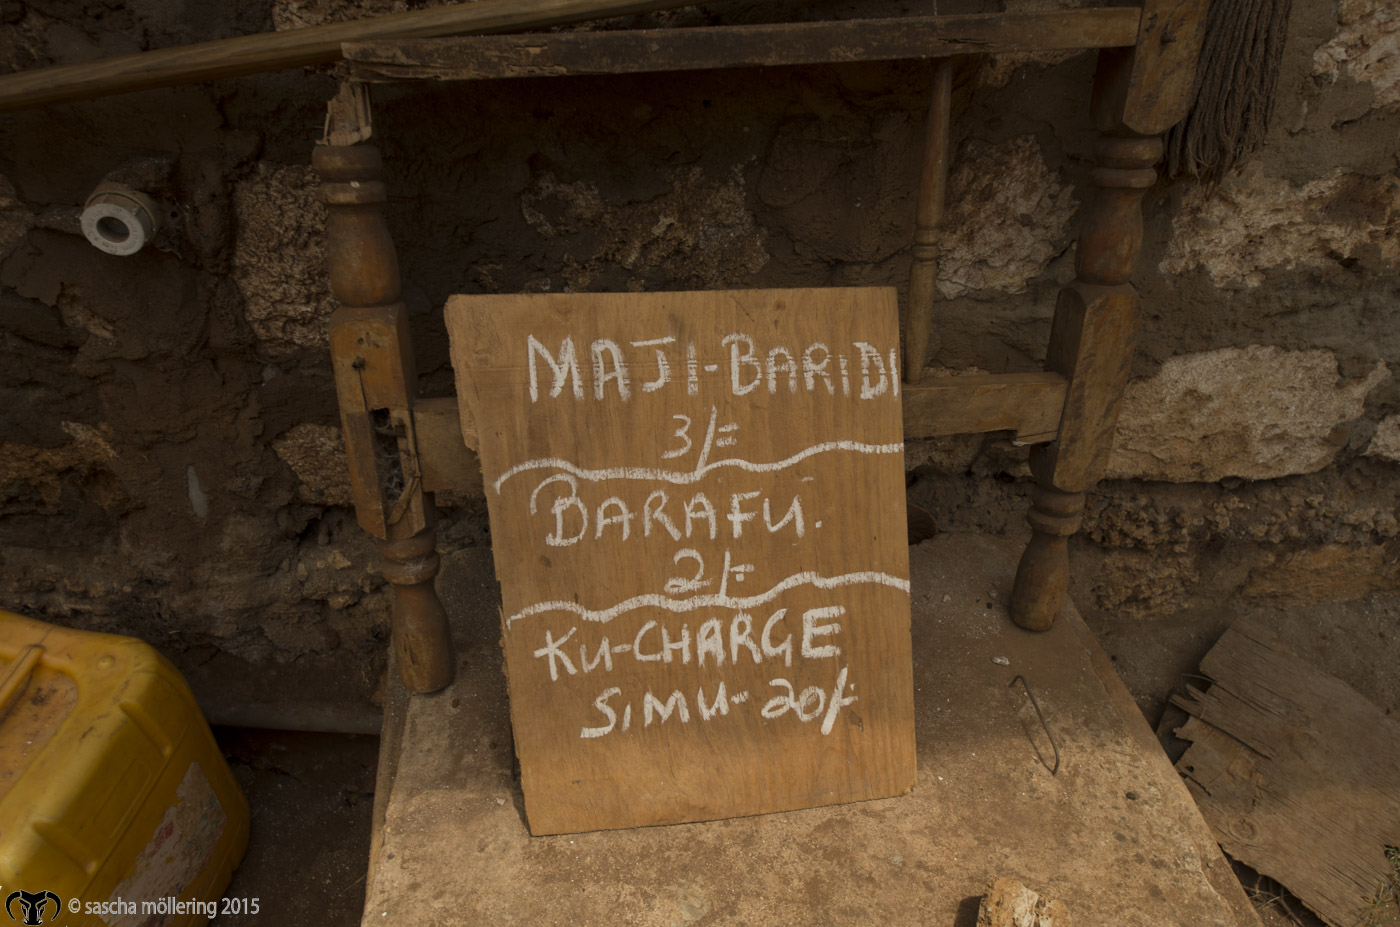 MAJI-BARIDI
3/=
BARAFU.
2/=
KU-CHARGE
SIMU-20/=
© sascha möllering 2015